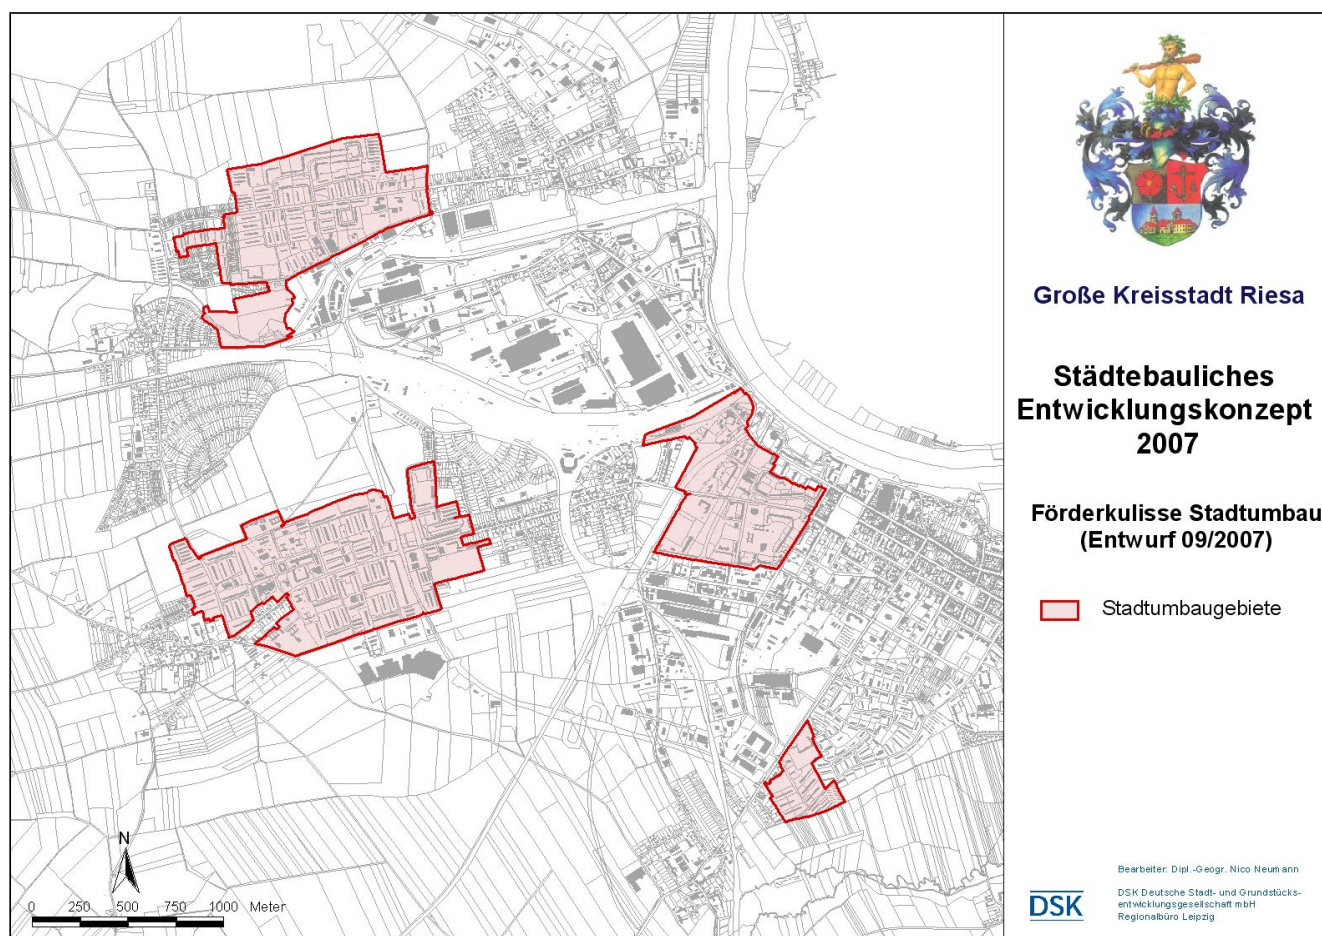 Große Kreisstadt Riesa
Städtebauliches
Entwicklungskonzept
2007
Förderkulisse Stadtumbau
(Entwurf 09/2007)
Stadtumbaugebiete
N
0 250 500 750 1000 Meter
Bearbeiter: Dipl.-Geogr. Nico Neumann
DSK
DSK Deutsche Stadt- und Grundstücks-
entwicklungsgesellschaft mbH
Regionalbüro Leipzig